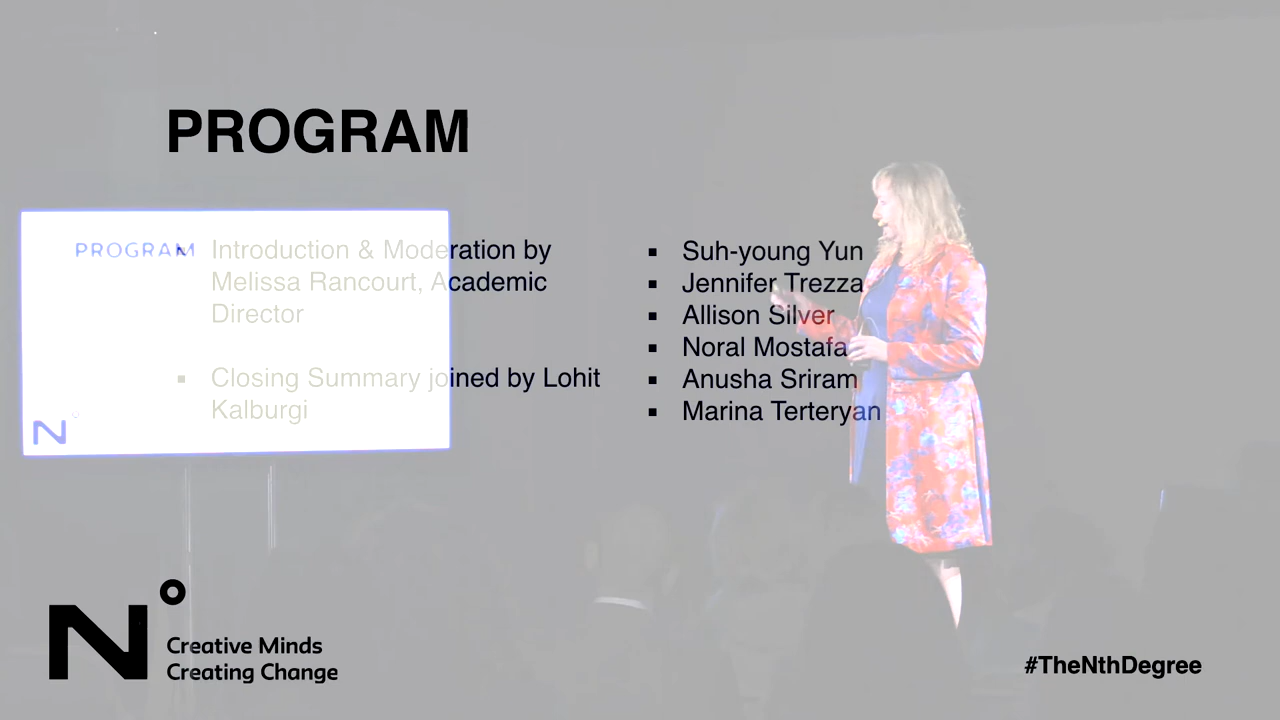 PROGRAM
PROGRAM
Introduction & Moderation by
Melissa Rancourt, Academic
Director
Closing Summary joined by Lohit
Kalburgi
Suh-young Yun
Jennifer Trezza
Allison Silver
Noral Mostafa
Anusha Sriram
Marina Terteryan
N
N°
Creative Minds
Creating Change
#TheNthDegree